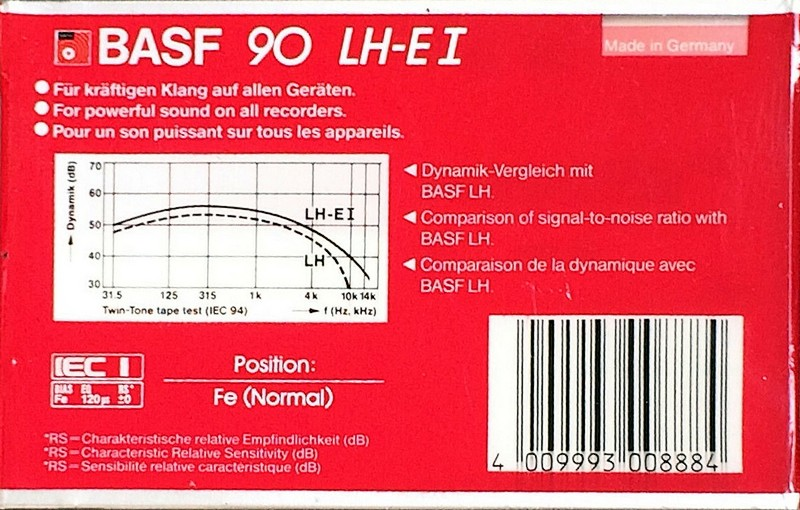 BASF 90 LH-E I
Made in Germany
Für kräftigen Klang auf allen Geräten.
For powerful sound on all recorders.
Pour un son puissant sur tous les appareils.
Dynamik (dB)
70
60
50
40
30
LH-EI
LH
31.5 125 315 1k 4k 10k 14k
Twin-Tone tape test (IEC 94) f (Hz, kHz)
Dynamik-Vergleich mit
BASF LH.
Comparison of signal-to-noise ratio with
BASF LH.
Comparaison de la dynamique avec
BASF LH.
IEC I
BIAS EQ RS*
Fe 120µs ±0
Position:
Fe (Normal)
*RS = Charakteristische relative Empfindlichkeit (dB)
*RS = Characteristic Relative Sensitivity (dB)
*RS = Sensibilité relative caractéristique (dB)
4 009993 008884